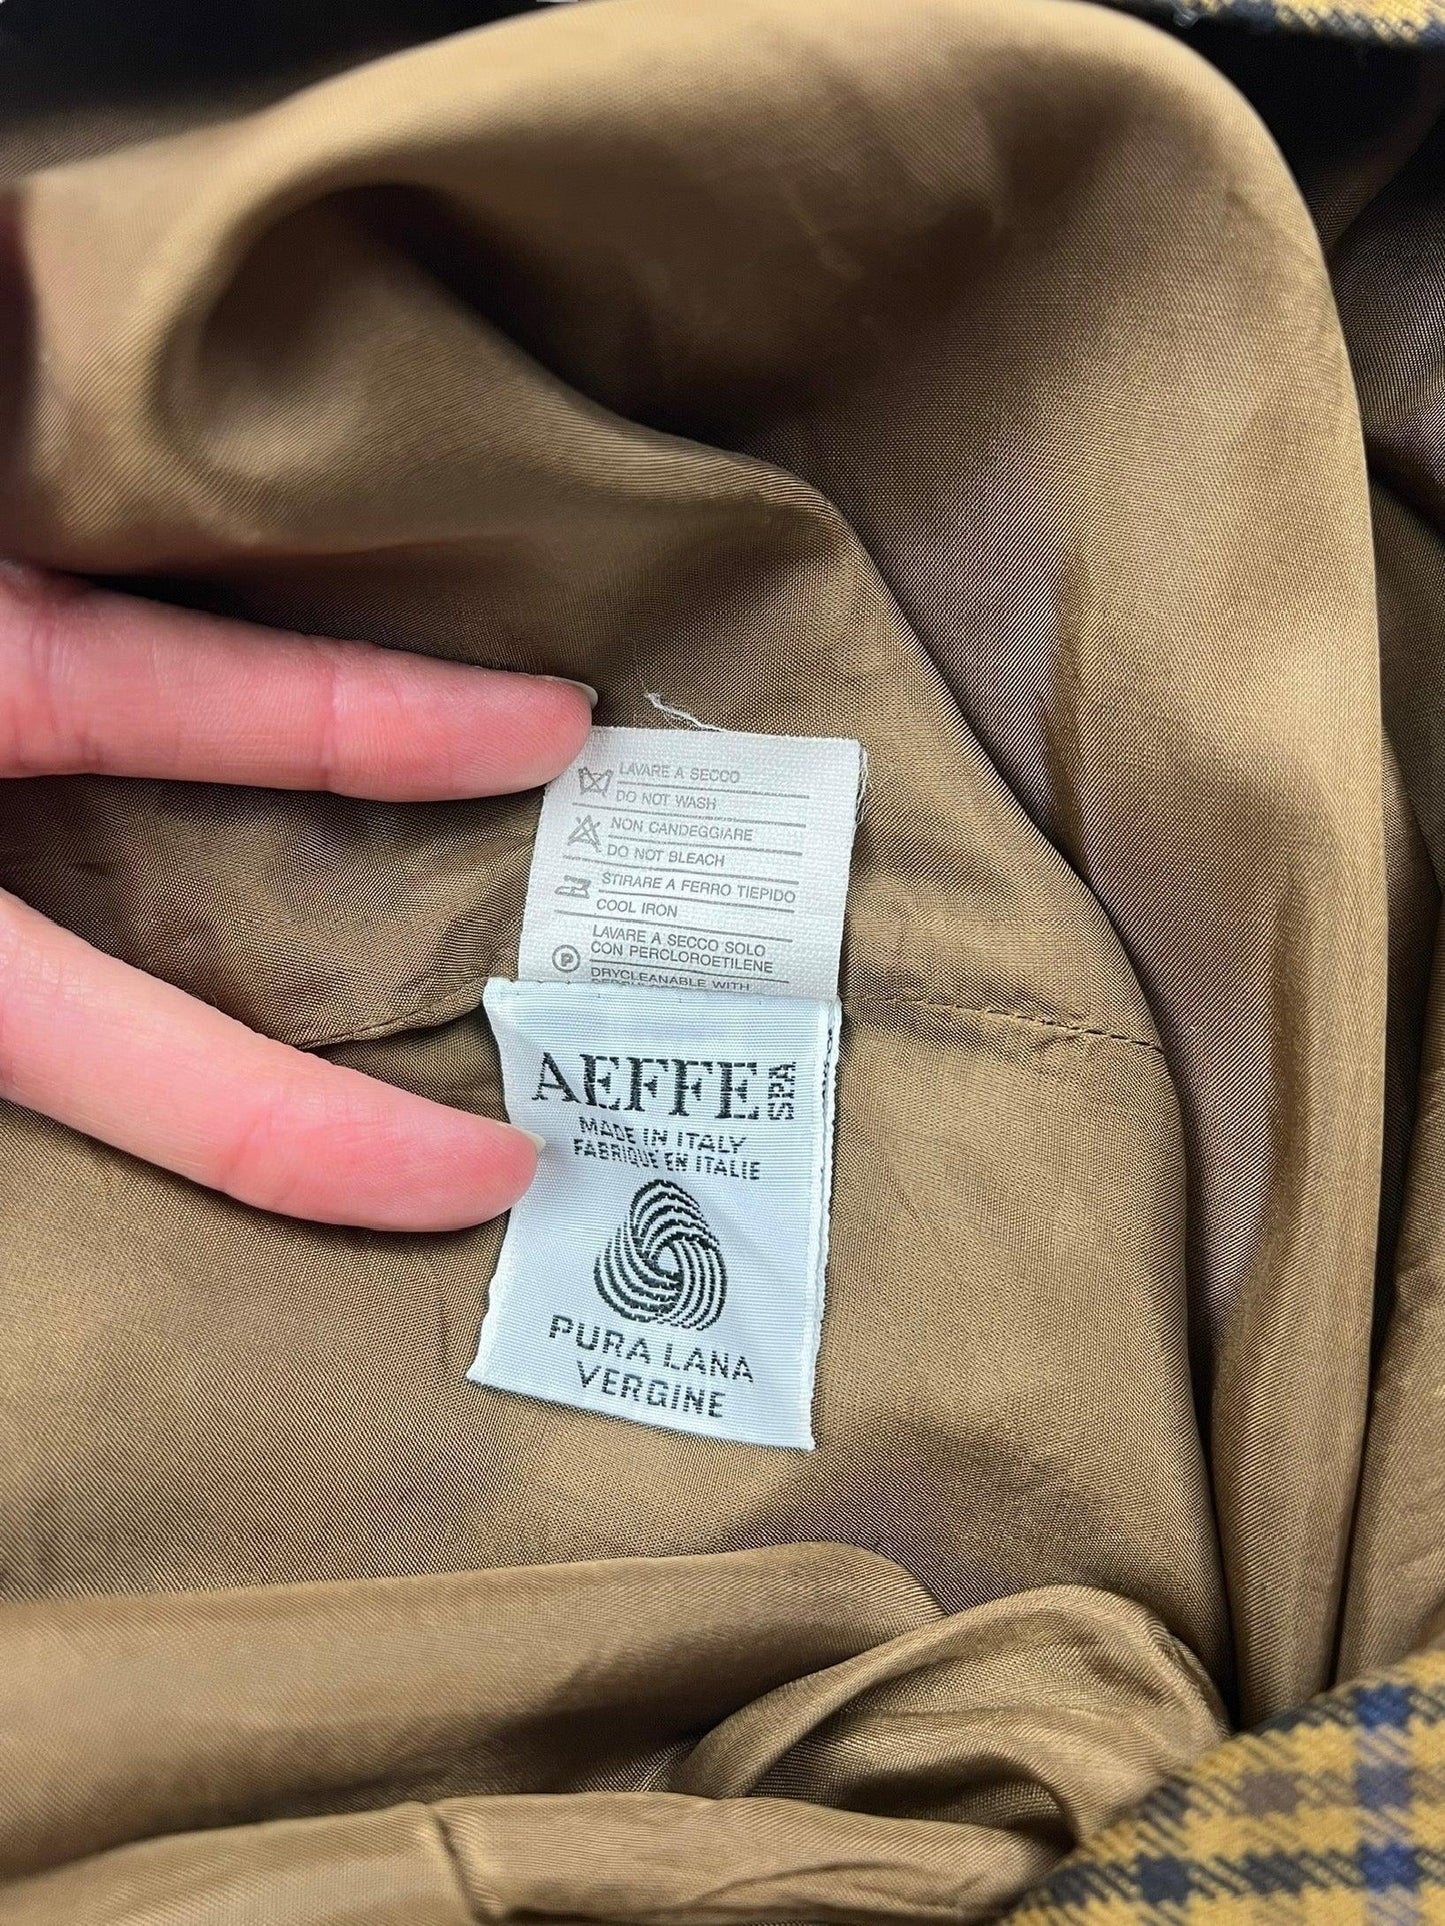 LAVARE A SECCO
DO NOT WASH
NON CANDEGGIARE
DO NOT BLEACH
STIRARE A FERRO TIEPIDO
COOL IRON
LAVARE A SECCO SOLO
CON PERCLOROETILENE
P
DRYCLEANABLE WITH
AEFFE SPA
MADE IN ITALY
FABRIQUE EN ITALIE
PURA LANA
VERGINE